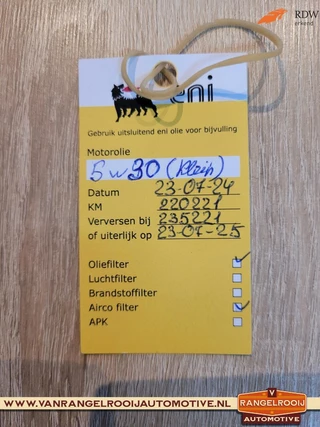 RDW
erkend
eni
Gebruik uitsluitend eni olie voor bijvulling
Motorolie
5w30 (klein)
Datum 23-07-24
KM 220221
Verversen bij 235221
of uiterlijk op 23-07-25
Oliefilter
Luchtfilter
Brandstoffilter
Airco filter
APK
WWW.VANRANGELROOIJAUTOMOTIVE.NL
V
RANGELROOIJ
AUTOMOTIVE